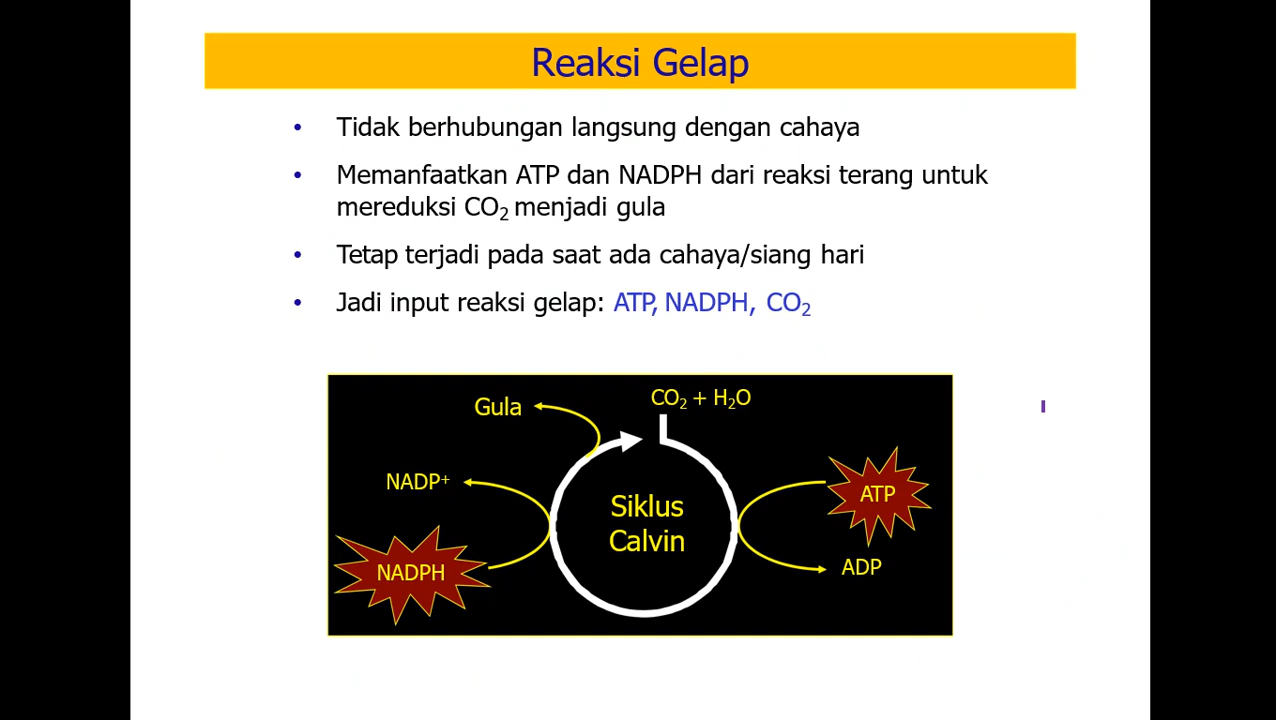 Reaksi Gelap
• Tidak berhubungan langsung dengan cahaya
• Memanfaatkan ATP dan NADPH dari reaksi terang untuk
mereduksi CO₂ menjadi gula
• Tetap terjadi pada saat ada cahaya/siang hari
• Jadi input reaksi gelap: ATP, NADPH, CO₂
Gula
CO₂ + H₂O
NADP⁺
Siklus
Calvin
ATP
NADPH
ADP